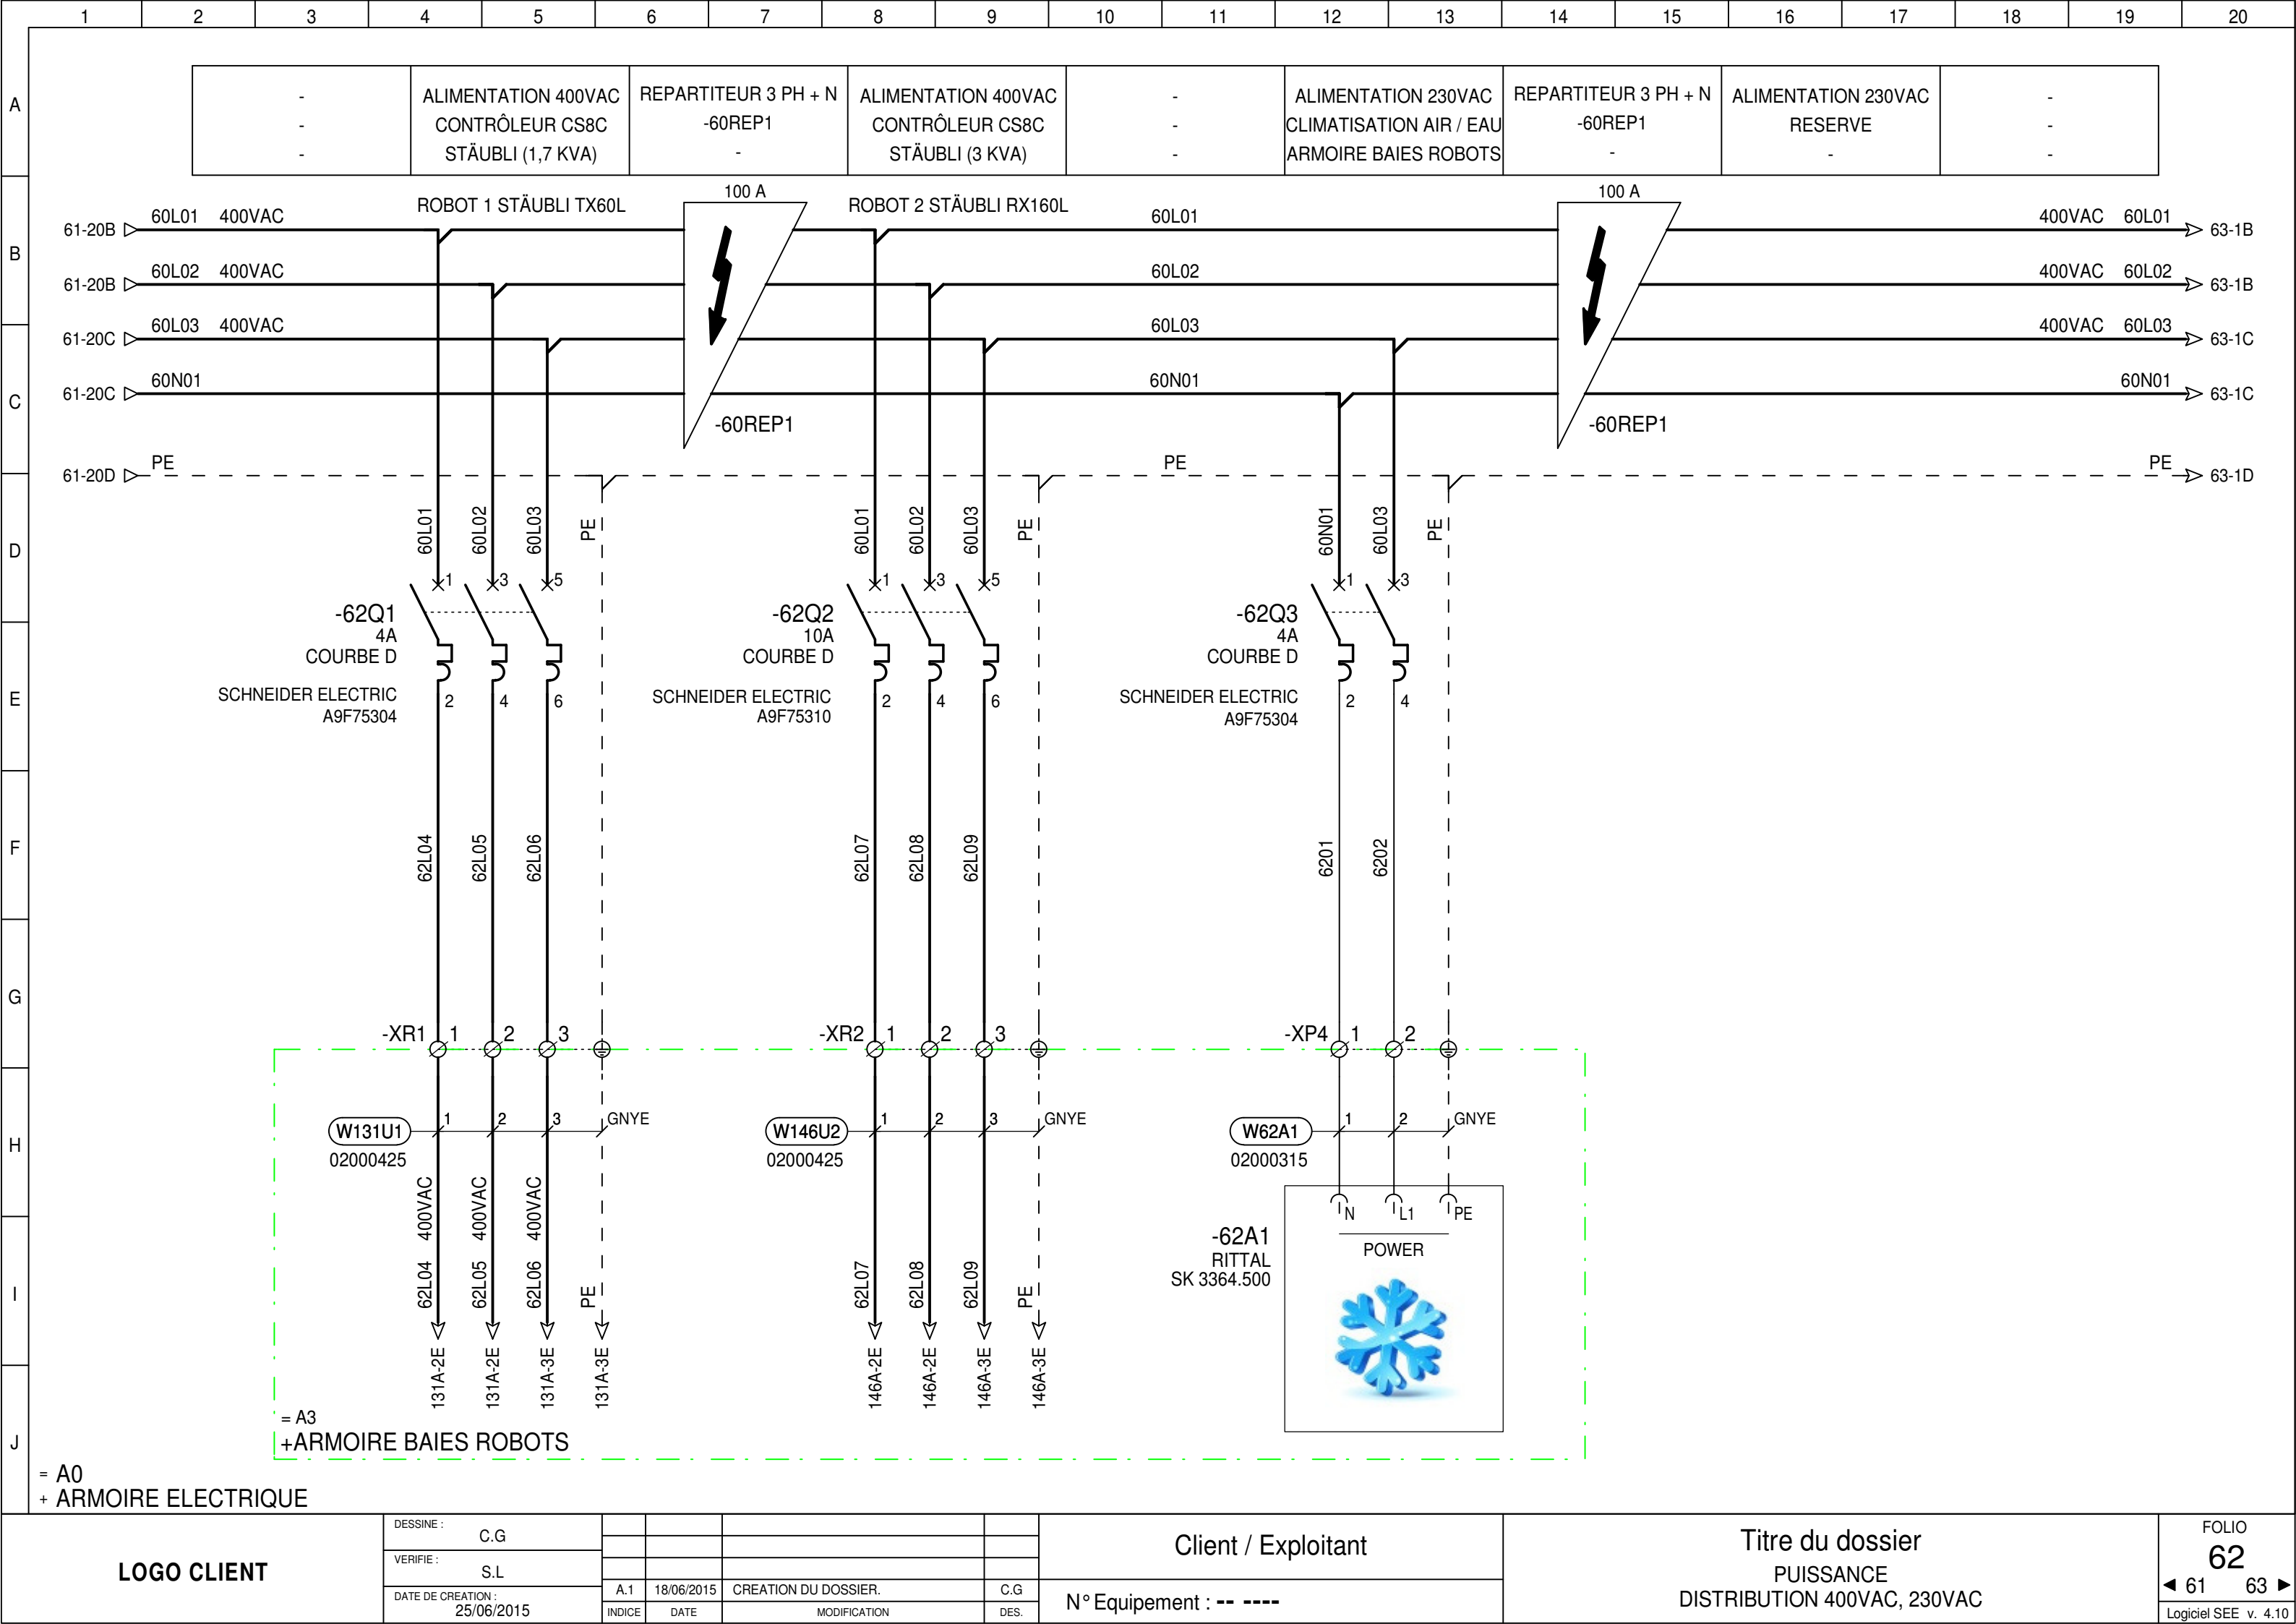 1 2 3 4 5 6 7 8 9 10 11 12 13 14 15 16 17 18 19 20
A
B
C
D
E
F
G
H
I
J
-
-
-
ALIMENTATION 400VAC
CONTRÔLEUR CS8C
STÄUBLI (1,7 KVA)
REPARTITEUR 3 PH + N
-60REP1
-
ALIMENTATION 400VAC
CONTRÔLEUR CS8C
STÄUBLI (3 KVA)
-
-
-
ALIMENTATION 230VAC
CLIMATISATION AIR / EAU
ARMOIRE BAIES ROBOTS
REPARTITEUR 3 PH + N
-60REP1
-
ALIMENTATION 230VAC
RESERVE
-
-
-
-
ROBOT 1 STÄUBLI TX60L
100 A
ROBOT 2 STÄUBLI RX160L
100 A
61-20B 60L01 400VAC 60L01 400VAC 60L01 63-1B
61-20B 60L02 400VAC 60L02 400VAC 60L02 63-1B
61-20C 60L03 400VAC 60L03 400VAC 60L03 63-1C
61-20C 60N01 60N01 60N01 63-1C
-60REP1 -60REP1
61-20D PE PE PE 63-1D
60L01 60L02 60L03 PE
60L01 60L02 60L03 PE
60N01 60L03 PE
1 3 5
-62Q1
4A
COURBE D
SCHNEIDER ELECTRIC
A9F75304
2 4 6
1 3 5
-62Q2
10A
COURBE D
SCHNEIDER ELECTRIC
A9F75310
2 4 6
1 3
-62Q3
4A
COURBE D
SCHNEIDER ELECTRIC
A9F75304
2 4
62L04 62L05 62L06
62L07 62L08 62L09
6201 6202
-XR1 1 2 3
-XR2 1 2 3
-XP4 1 2
W131U1 1 2 3 GNYE
02000425
W146U2 1 2 3 GNYE
02000425
W62A1 1 2 GNYE
02000315
400VAC 400VAC 400VAC
62L04 62L05 62L06 PE
131A-2E 131A-2E 131A-3E 131A-3E
62L07 62L08 62L09 PE
146A-2E 146A-2E 146A-3E 146A-3E
N L1 PE
POWER
-62A1
RITTAL
SK 3364.500
= A3
+ARMOIRE BAIES ROBOTS
= A0
+ ARMOIRE ELECTRIQUE
LOGO CLIENT
DESSINE :
C.G
VERIFIE :
S.L
DATE DE CREATION :
25/06/2015
A.1 18/06/2015 CREATION DU DOSSIER. C.G
INDICE DATE MODIFICATION DES.
Client / Exploitant
N° Equipement : -- ----
Titre du dossier
PUISSANCE
DISTRIBUTION 400VAC, 230VAC
FOLIO
62
61 63
Logiciel SEE v. 4.10